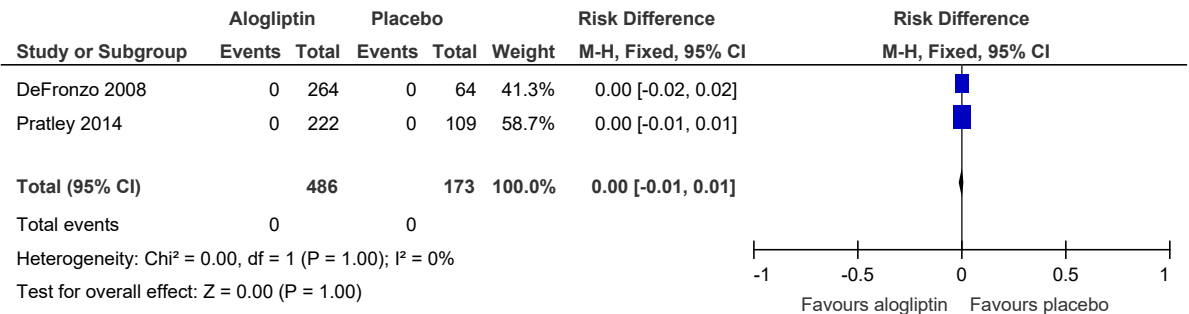 Alogliptin Placebo Risk Difference Risk Difference
Study or Subgroup Events Total Events Total Weight M-H, Fixed, 95% CI M-H, Fixed, 95% CI
DeFronzo 2008 0 264 0 64 41.3% 0.00 [-0.02, 0.02]
Pratley 2014 0 222 0 109 58.7% 0.00 [-0.01, 0.01]
Total (95% CI) 486 173 100.0% 0.00 [-0.01, 0.01]
Total events 0 0
Heterogeneity: Chi² = 0.00, df = 1 (P = 1.00); I² = 0%
Test for overall effect: Z = 0.00 (P = 1.00)
-1 -0.5 0 0.5 1
Favours alogliptin Favours placebo